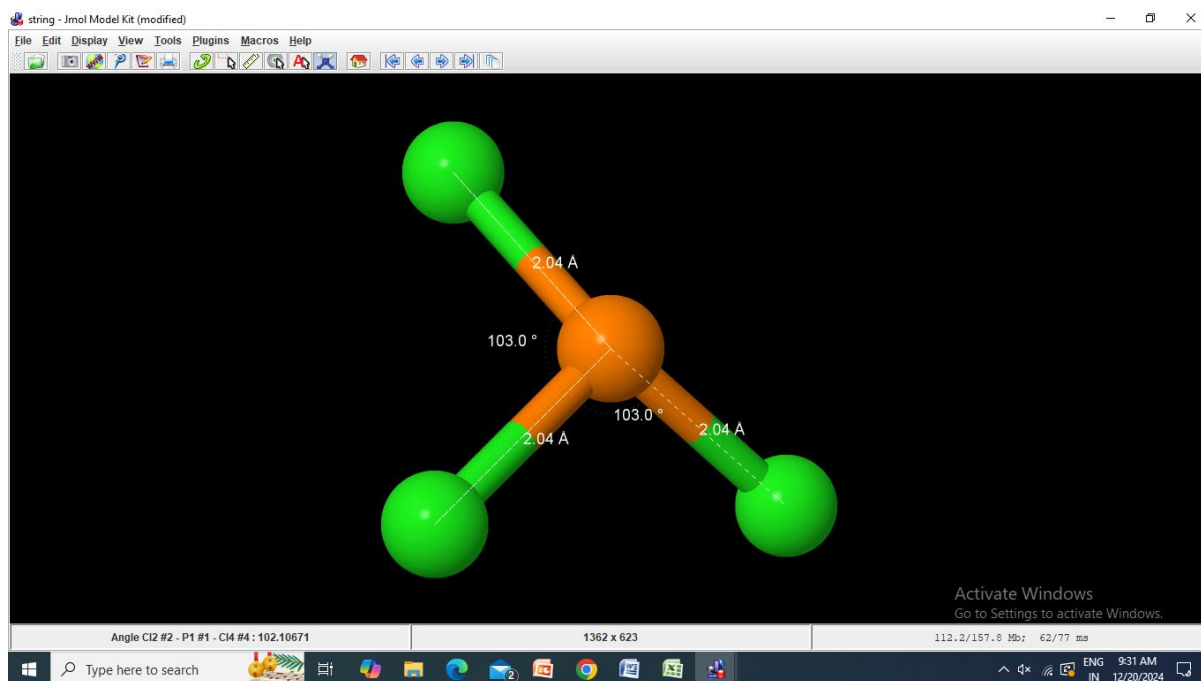 string - Jmol Model Kit (modified)
File Edit Display View Tools Plugins Macros Help
2.04 Å
103.0 °
103.0 °
2.04 Å
2.04 Å
Activate Windows
Go to Settings to activate Windows.
Angle Cl2 #2 - P1 #1 - Cl4 #4 : 102.10671
1362 x 623
112.2/157.8 Mb; 62/77 ms
Type here to search
2
ENG
IN
9:31 AM
12/20/2024